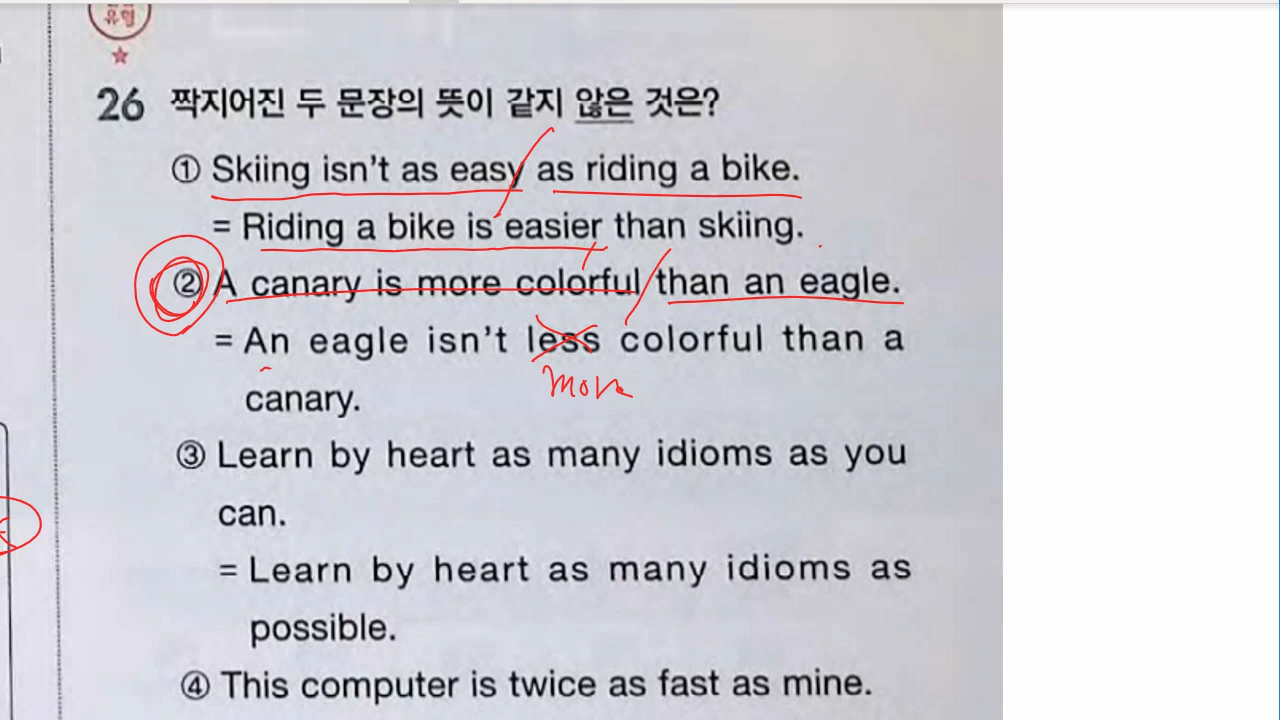 유형
26 짝지어진 두 문장의 뜻이 같지 않은 것은?
① Skiing isn't as easy as riding a bike.
= Riding a bike is easier than skiing.
② A canary is more colorful than an eagle.
= An eagle isn't less colorful than a
more
canary.
③ Learn by heart as many idioms as you
can.
= Learn by heart as many idioms as
possible.
④ This computer is twice as fast as mine.